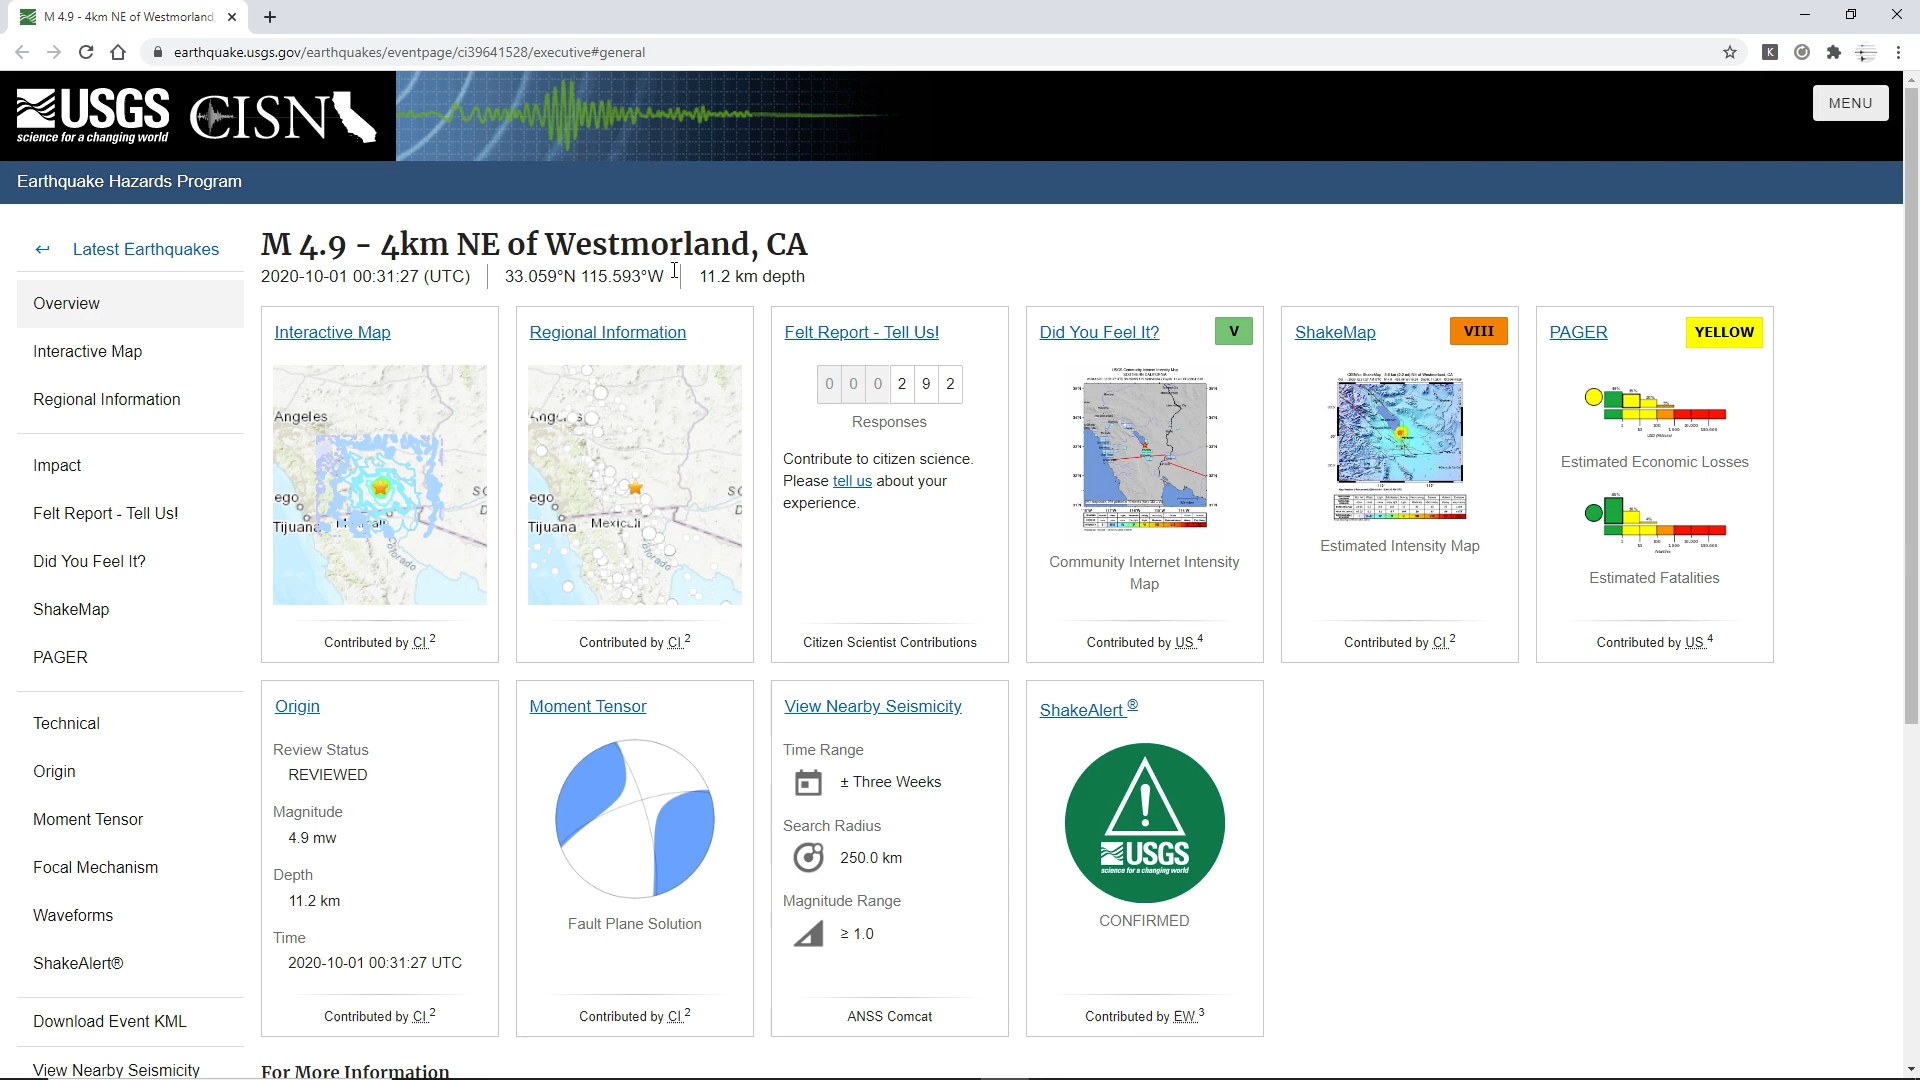 M 4.9 - 4km NE of Westmorland,
earthquake.usgs.gov/earthquakes/eventpage/ci39641528/executive#general
K
USGS
science for a changing world
CISN
MENU
Earthquake Hazards Program
Latest Earthquakes
Overview
Interactive Map
Regional Information
Impact
Felt Report - Tell Us!
Did You Feel It?
ShakeMap
PAGER
Technical
Origin
Moment Tensor
Focal Mechanism
Waveforms
ShakeAlert®
Download Event KML
View Nearby Seismicity
M 4.9 - 4km NE of Westmorland, CA
2020-10-01 00:31:27 (UTC) | 33.059°N 115.593°W | 11.2 km depth
Interactive Map
Angeles
ego
Tijuana
Contributed by CI 2
Regional Information
ego
Tijuana
Colorado
Contributed by CI 2
Felt Report - Tell Us!
0 0 0 2 9 2
Responses
Contribute to citizen science.
Please tell us about your
experience.
Citizen Scientist Contributions
Did You Feel It?
V
Community Internet Intensity
Map
Contributed by US 4
ShakeMap
VIII
Estimated Intensity Map
Contributed by CI 2
PAGER
YELLOW
Estimated Economic Losses
Estimated Fatalities
Contributed by US 4
Origin
Review Status
REVIEWED
Magnitude
4.9 mw
Depth
11.2 km
Time
2020-10-01 00:31:27 UTC
Contributed by CI 2
Moment Tensor
Fault Plane Solution
Contributed by CI 2
View Nearby Seismicity
Time Range
± Three Weeks
Search Radius
250.0 km
Magnitude Range
≥ 1.0
ANSS Comcat
ShakeAlert ®
USGS
science for a changing world
CONFIRMED
Contributed by EW 3
For More Information